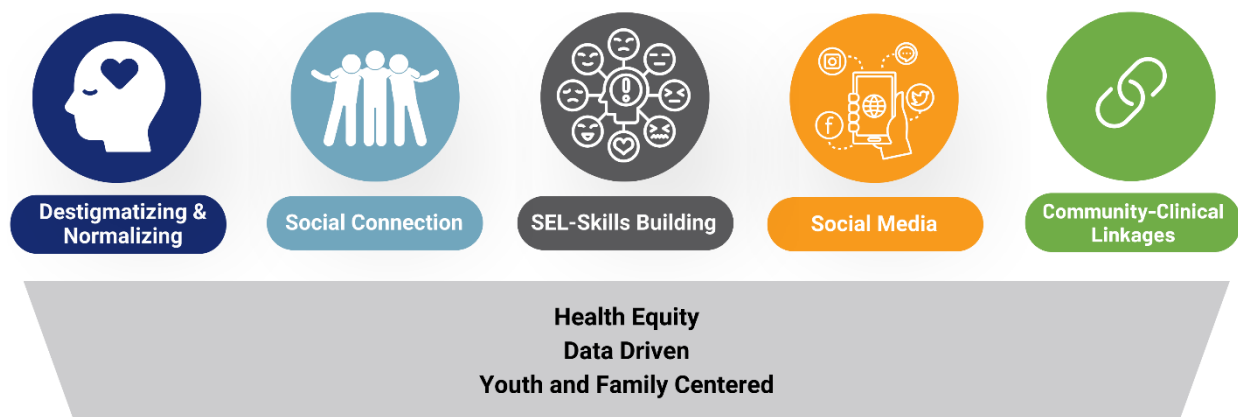 Destigmatizing &
Normalizing
Social Connection
SEL-Skills Building
Social Media
Community-Clinical
Linkages
Health Equity
Data Driven
Youth and Family Centered